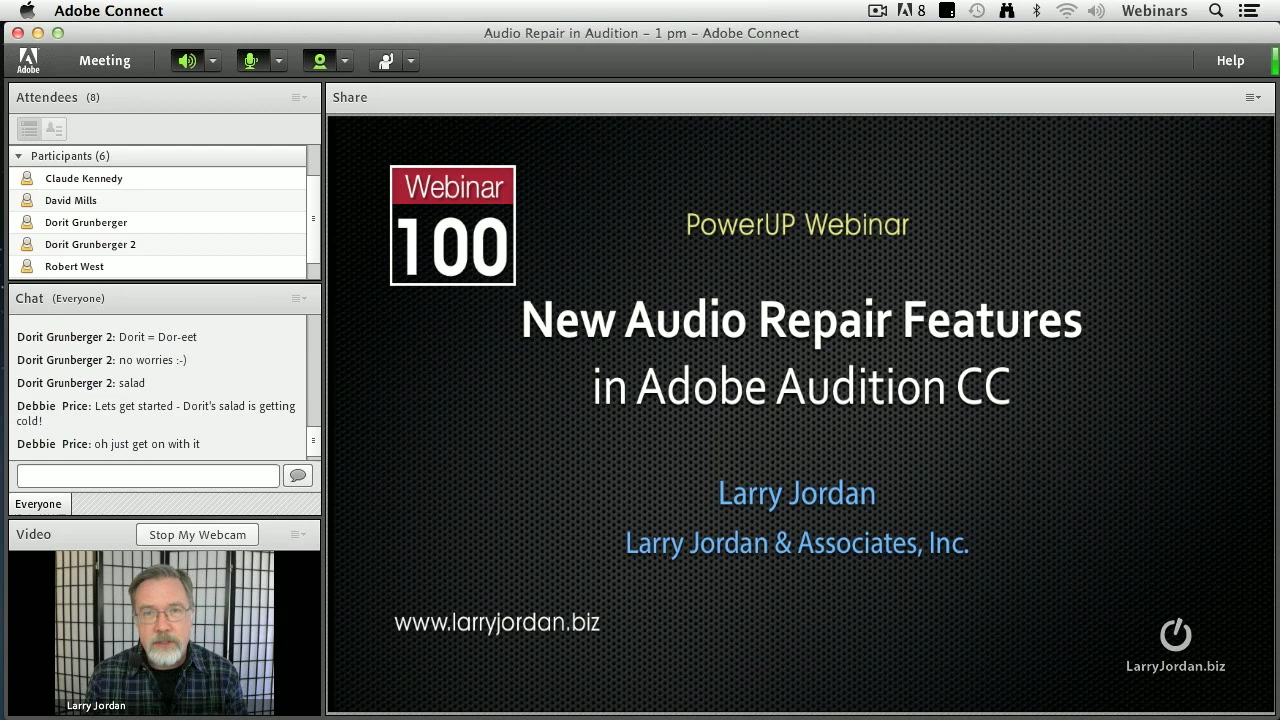 Adobe Connect
8
Webinars
Audio Repair in Audition – 1 pm – Adobe Connect
Adobe
Meeting
Help
Attendees (8)
Participants (6)
Claude Kennedy
David Mills
Dorit Grunberger
Dorit Grunberger 2
Robert West
Chat (Everyone)
Dorit Grunberger 2: Dorit = Dor-eet
Dorit Grunberger 2: no worries :-)
Dorit Grunberger 2: salad
Debbie Price: Lets get started - Dorit's salad is getting
cold!
Debbie Price: oh just get on with it
Everyone
Video
Stop My Webcam
Larry Jordan
Share
Webinar
100
PowerUP Webinar
New Audio Repair Features
in Adobe Audition CC
Larry Jordan
Larry Jordan & Associates, Inc.
www.larryjordan.biz
LarryJordan.biz